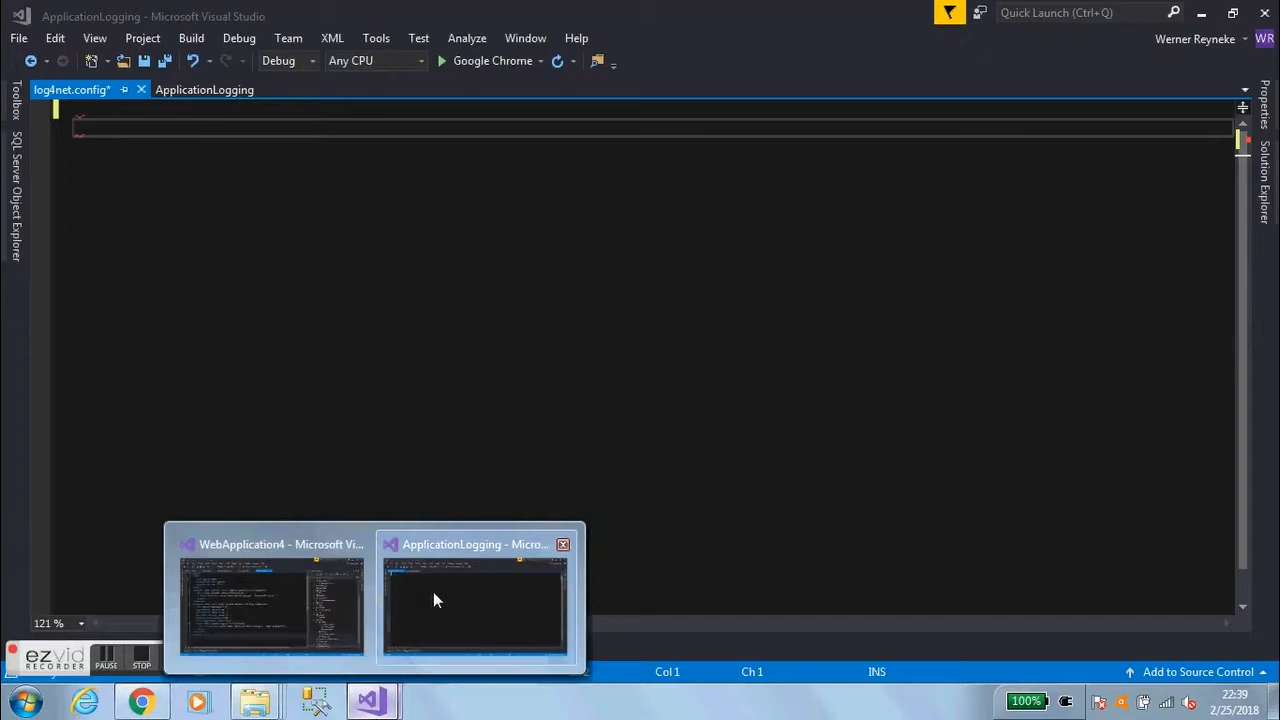 ApplicationLogging - Microsoft Visual Studio
Quick Launch (Ctrl+Q)
File Edit View Project Build Debug Team XML Tools Test Analyze Window Help
Werner Reyneke WR
Debug Any CPU Google Chrome
log4net.config* ApplicationLogging
Toolbox
SQL Server Object Explorer
Properties
Solution Explorer
WebApplication4 - Microsoft Vi...
ApplicationLogging - Micro...
121 %
ezvid
RECORDER
PAUSE STOP
Col 1 Ch 1 INS Add to Source Control
100%
22:39
2/25/2018